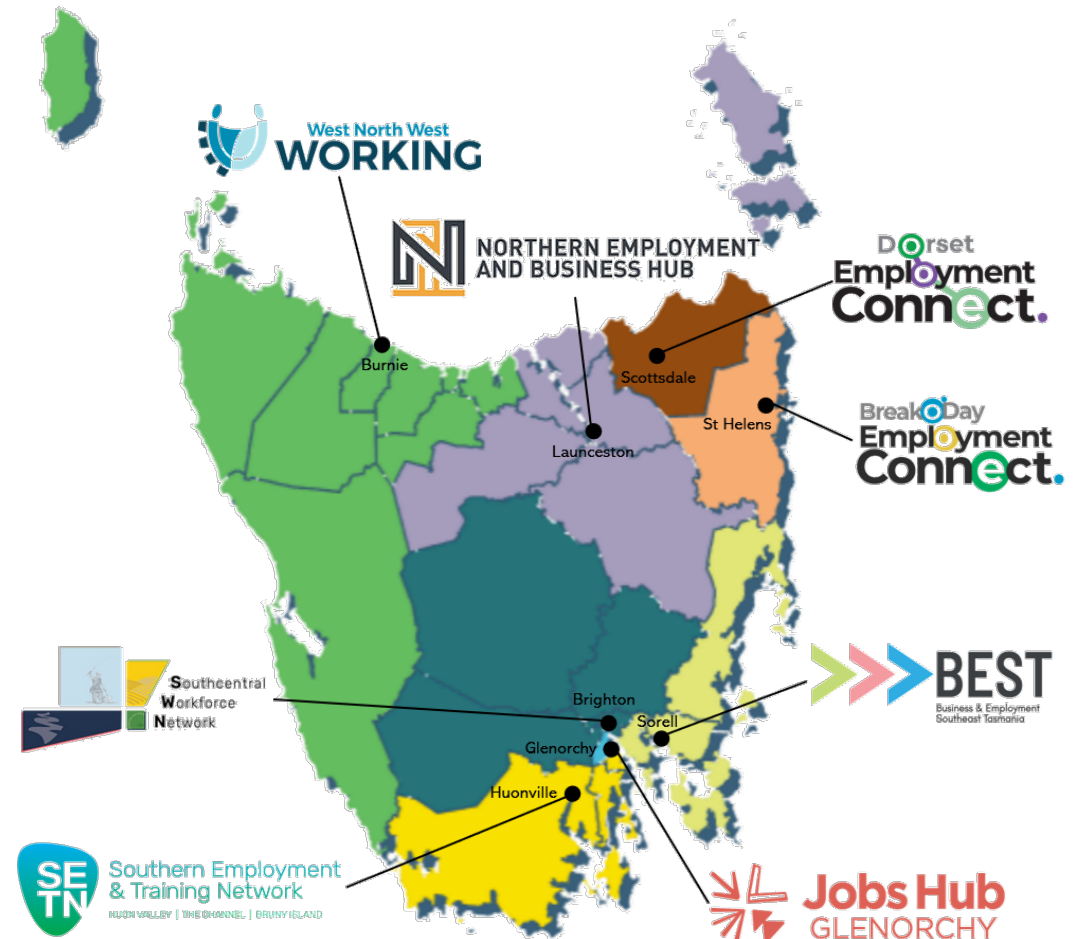 West North West
WORKING
NORTHERN EMPLOYMENT
AND BUSINESS HUB
Dorset
Employment
Connect.
Burnie
Scottsdale
BreakODay
Employment
Connect.
St Helens
Launceston
Southcentral
Workforce
Network
BEST
Business & Employment
Southeast Tasmania
Brighton
Sorell
Glenorchy
Huonville
SE
TN
Southern Employment
& Training Network
HUON VALLEY | THE CHANNEL | BRUNY ISLAND
Jobs Hub
GLENORCHY